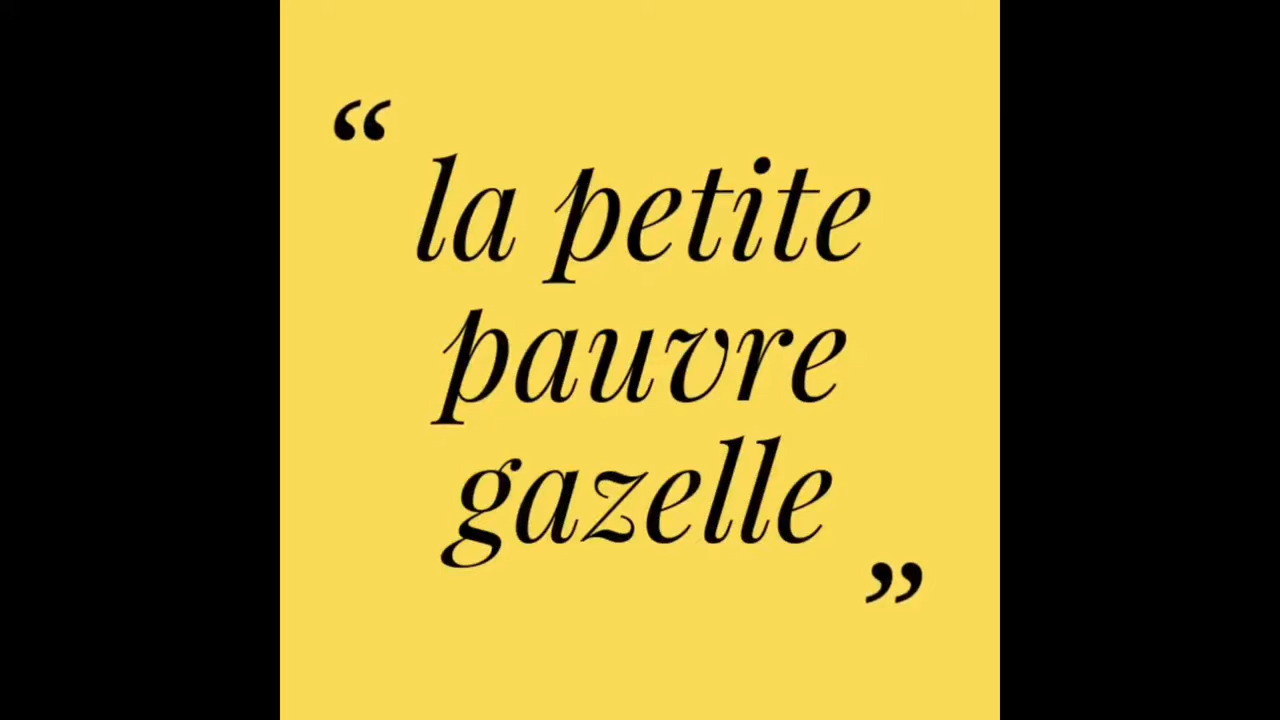 “
la petite
pauvre
gazelle
”